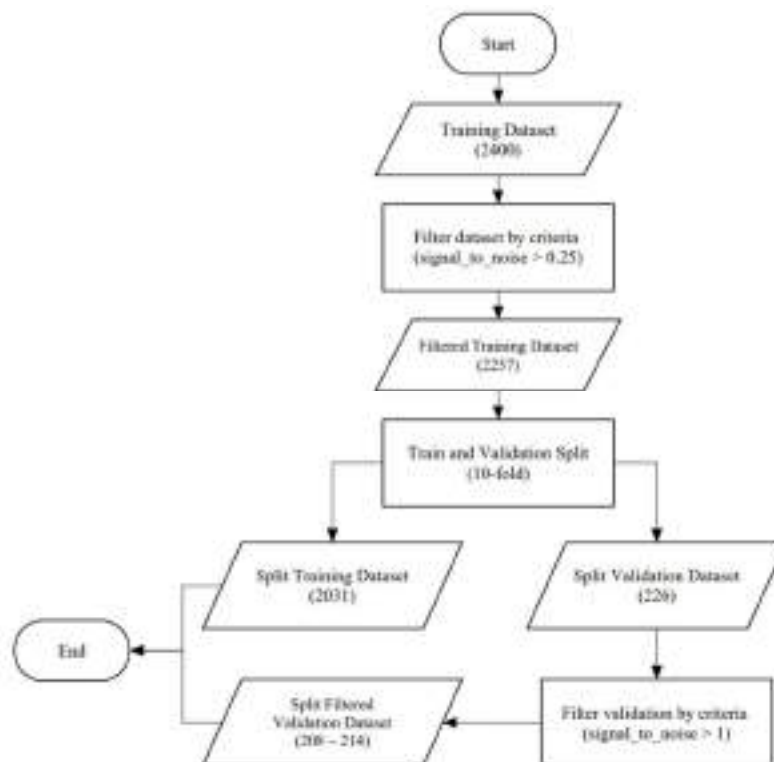 Start
Training Dataset
(2400)
Filter dataset by criteria
(signal_to_noise > 0.25)
Filtered Training Dataset
(2257)
Train and Validation Split
(10-fold)
Split Training Dataset
(2031)
Split Validation Dataset
(226)
End
Split Filtered
Validation Dataset
(208 – 214)
Filter validation by criteria
(signal_to_noise > 1)